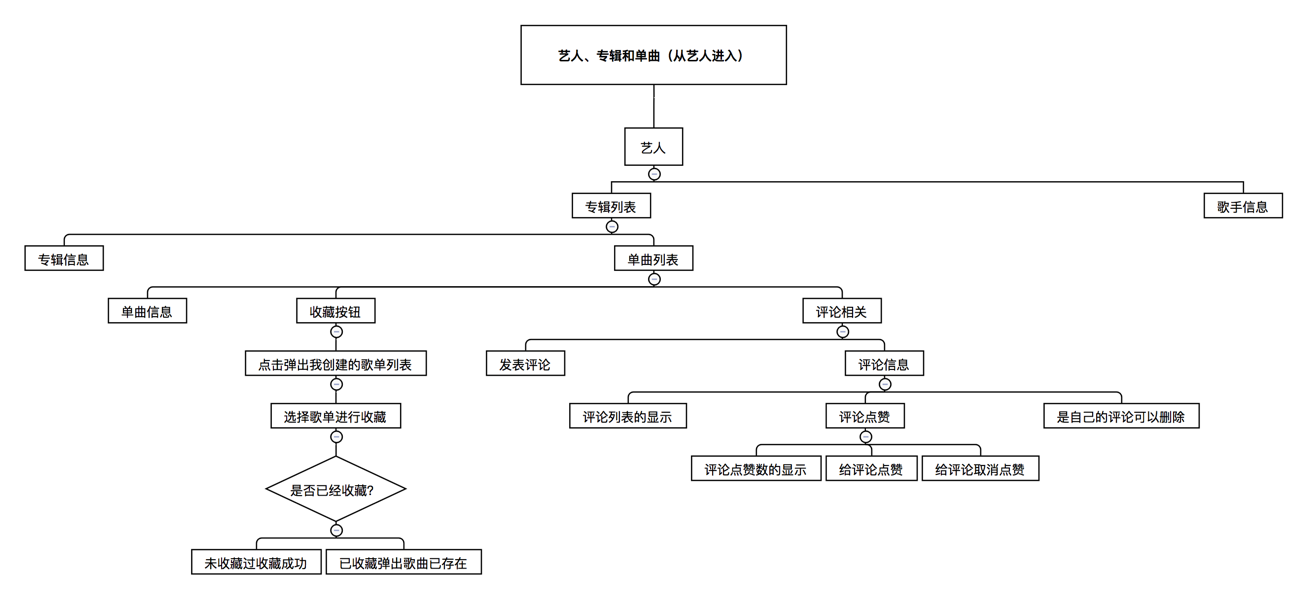 艺人、专辑和单曲（从艺人进入）
艺人
专辑列表
歌手信息
专辑信息
单曲列表
单曲信息
收藏按钮
评论相关
点击弹出我创建的歌单列表
发表评论
评论信息
选择歌单进行收藏
评论列表的显示
评论点赞
是自己的评论可以删除
评论点赞数的显示
给评论点赞
给评论取消点赞
是否已经收藏?
未收藏过收藏成功
已收藏弹出歌曲已存在